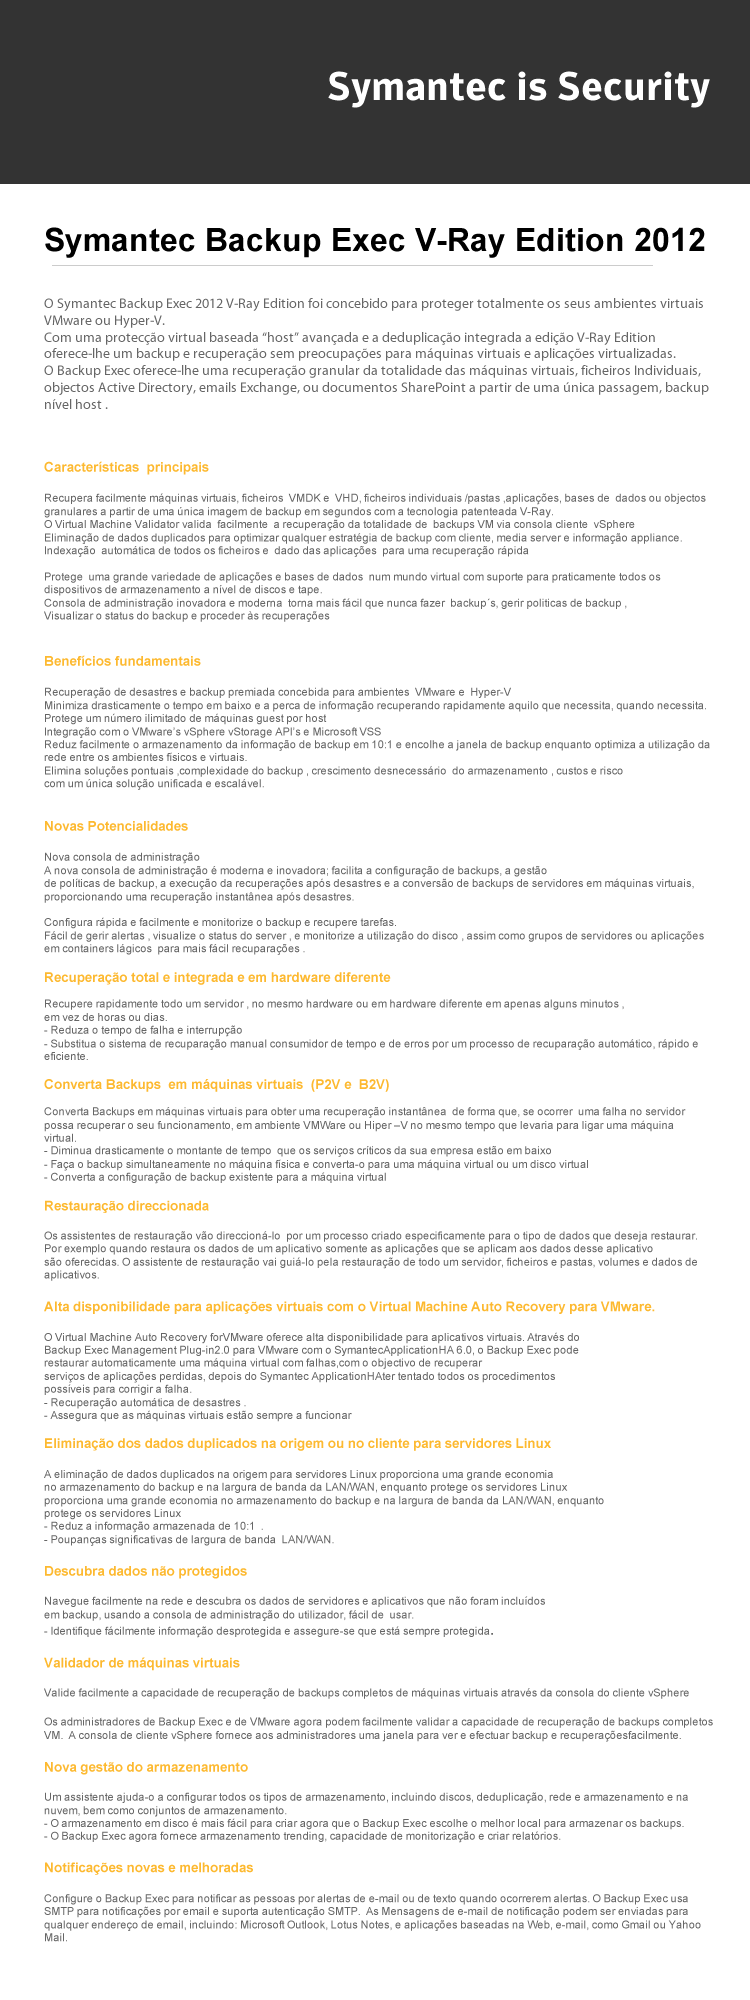 Symantec is Security
Symantec Backup Exec V-Ray Edition 2012
O Symantec Backup Exec 2012 V-Ray Edition foi concebido para proteger totalmente os seus ambientes virtuais
VMware ou Hyper-V.
Com uma protecção virtual baseada “host” avançada e a deduplicação integrada a edição V-Ray Edition
oferece-lhe um backup e recuperação sem preocupações para máquinas virtuais e aplicações virtualizadas.
O Backup Exec oferece-lhe uma recuperação granular da totalidade das máquinas virtuais, ficheiros Individuais,
objectos Active Directory, emails Exchange, ou documentos SharePoint a partir de uma única passagem, backup
nível host .
Características principais
Recupera facilmente máquinas virtuais, ficheiros VMDK e VHD, ficheiros individuais /pastas ,aplicações, bases de dados ou objectos
granulares a partir de uma única imagem de backup em segundos com a tecnologia patenteada V-Ray.
O Virtual Machine Validator valida facilmente a recuperação da totalidade de backups VM via consola cliente vSphere
Eliminação de dados duplicados para optimizar qualquer estratégia de backup com cliente, media server e informação appliance.
Indexação automática de todos os ficheiros e dado das aplicações para uma recuperação rápida
Protege uma grande variedade de aplicações e bases de dados num mundo virtual com suporte para praticamente todos os
dispositivos de armazenamento a nível de discos e tape.
Consola de administração inovadora e moderna torna mais fácil que nunca fazer backup´s, gerir politicas de backup ,
Visualizar o status do backup e proceder às recuperações
Benefícios fundamentais
Recuperação de desastres e backup premiada concebida para ambientes VMware e Hyper-V
Minimiza drasticamente o tempo em baixo e a perca de informação recuperando rapidamente aquilo que necessita, quando necessita.
Protege um número ilimitado de máquinas guest por host
Integração com o VMware’s vSphere vStorage API’s e Microsoft VSS
Reduz facilmente o armazenamento da informação de backup em 10:1 e encolhe a janela de backup enquanto optimiza a utilização da
rede entre os ambientes físicos e virtuais.
Elimina soluções pontuais ,complexidade do backup , crescimento desnecessário do armazenamento , custos e risco
com um única solução unificada e escalável.
Novas Potencialidades
Nova consola de administração
A nova consola de administração é moderna e inovadora; facilita a configuração de backups, a gestão
de políticas de backup, a execução da recuperações após desastres e a conversão de backups de servidores em máquinas virtuais,
proporcionando uma recuperação instantânea após desastres.
Configura rápida e facilmente e monitorize o backup e recupere tarefas.
Fácil de gerir alertas , visualize o status do server , e monitorize a utilização do disco , assim como grupos de servidores ou aplicações
em containers lágicos para mais fácil recuparações .
Recuperação total e integrada e em hardware diferente
Recupere rapidamente todo um servidor , no mesmo hardware ou em hardware diferente em apenas alguns minutos ,
em vez de horas ou dias.
- Reduza o tempo de falha e interrupção
- Substitua o sistema de recuparação manual consumidor de tempo e de erros por um processo de recuparação automático, rápido e
eficiente.
Converta Backups em máquinas virtuais (P2V e B2V)
Converta Backups em máquinas virtuais para obter uma recuperação instantânea de forma que, se ocorrer uma falha no servidor
possa recuperar o seu funcionamento, em ambiente VMWare ou Hiper –V no mesmo tempo que levaria para ligar uma máquina
virtual.
- Diminua drasticamente o montante de tempo que os serviços críticos da sua empresa estão em baixo
- Faça o backup simultaneamente no máquina física e converta-o para uma máquina virtual ou um disco virtual
- Converta a configuração de backup existente para a máquina virtual
Restauração direccionada
Os assistentes de restauração vão direccioná-lo por um processo criado especificamente para o tipo de dados que deseja restaurar.
Por exemplo quando restaura os dados de um aplicativo somente as aplicações que se aplicam aos dados desse aplicativo
são oferecidas. O assistente de restauração vai guiá-lo pela restauração de todo um servidor, ficheiros e pastas, volumes e dados de
aplicativos.
Alta disponibilidade para aplicações virtuais com o Virtual Machine Auto Recovery para VMware.
O Virtual Machine Auto Recovery forVMware oferece alta disponibilidade para aplicativos virtuais. Através do
Backup Exec Management Plug-in2.0 para VMware com o SymantecApplicationHA 6.0, o Backup Exec pode
restaurar automaticamente uma máquina virtual com falhas,com o objectivo de recuperar
serviços de aplicações perdidas, depois do Symantec ApplicationHAter tentado todos os procedimentos
possíveis para corrigir a falha.
- Recuperação automática de desastres .
- Assegura que as máquinas virtuais estão sempre a funcionar
Eliminação dos dados duplicados na origem ou no cliente para servidores Linux
A eliminação de dados duplicados na origem para servidores Linux proporciona uma grande economia
no armazenamento do backup e na largura de banda da LAN/WAN, enquanto protege os servidores Linux
proporciona uma grande economia no armazenamento do backup e na largura de banda da LAN/WAN, enquanto
protege os servidores Linux
- Reduz a informação armazenada de 10:1 .
- Poupanças significativas de largura de banda LAN/WAN.
Descubra dados não protegidos
Navegue facilmente na rede e descubra os dados de servidores e aplicativos que não foram incluídos
em backup, usando a consola de administração do utilizador, fácil de usar.
- Identifique fácilmente informação desprotegida e assegure-se que está sempre protegida.
Validador de máquinas virtuais
Valide facilmente a capacidade de recuperação de backups completos de máquinas virtuais através da consola do cliente vSphere
Os administradores de Backup Exec e de VMware agora podem facilmente validar a capacidade de recuperação de backups completos
VM. A consola de cliente vSphere fornece aos administradores uma janela para ver e efectuar backup e recuperaçõesfacilmente.
Nova gestão do armazenamento
Um assistente ajuda-o a configurar todos os tipos de armazenamento, incluindo discos, deduplicação, rede e armazenamento e na
nuvem, bem como conjuntos de armazenamento.
- O armazenamento em disco é mais fácil para criar agora que o Backup Exec escolhe o melhor local para armazenar os backups.
- O Backup Exec agora fornece armazenamento trending, capacidade de monitorização e criar relatórios.
Notificações novas e melhoradas
Configure o Backup Exec para notificar as pessoas por alertas de e-mail ou de texto quando ocorrerem alertas. O Backup Exec usa
SMTP para notificações por email e suporta autenticação SMTP. As Mensagens de e-mail de notificação podem ser enviadas para
qualquer endereço de email, incluindo: Microsoft Outlook, Lotus Notes, e aplicações baseadas na Web, e-mail, como Gmail ou Yahoo
Mail.